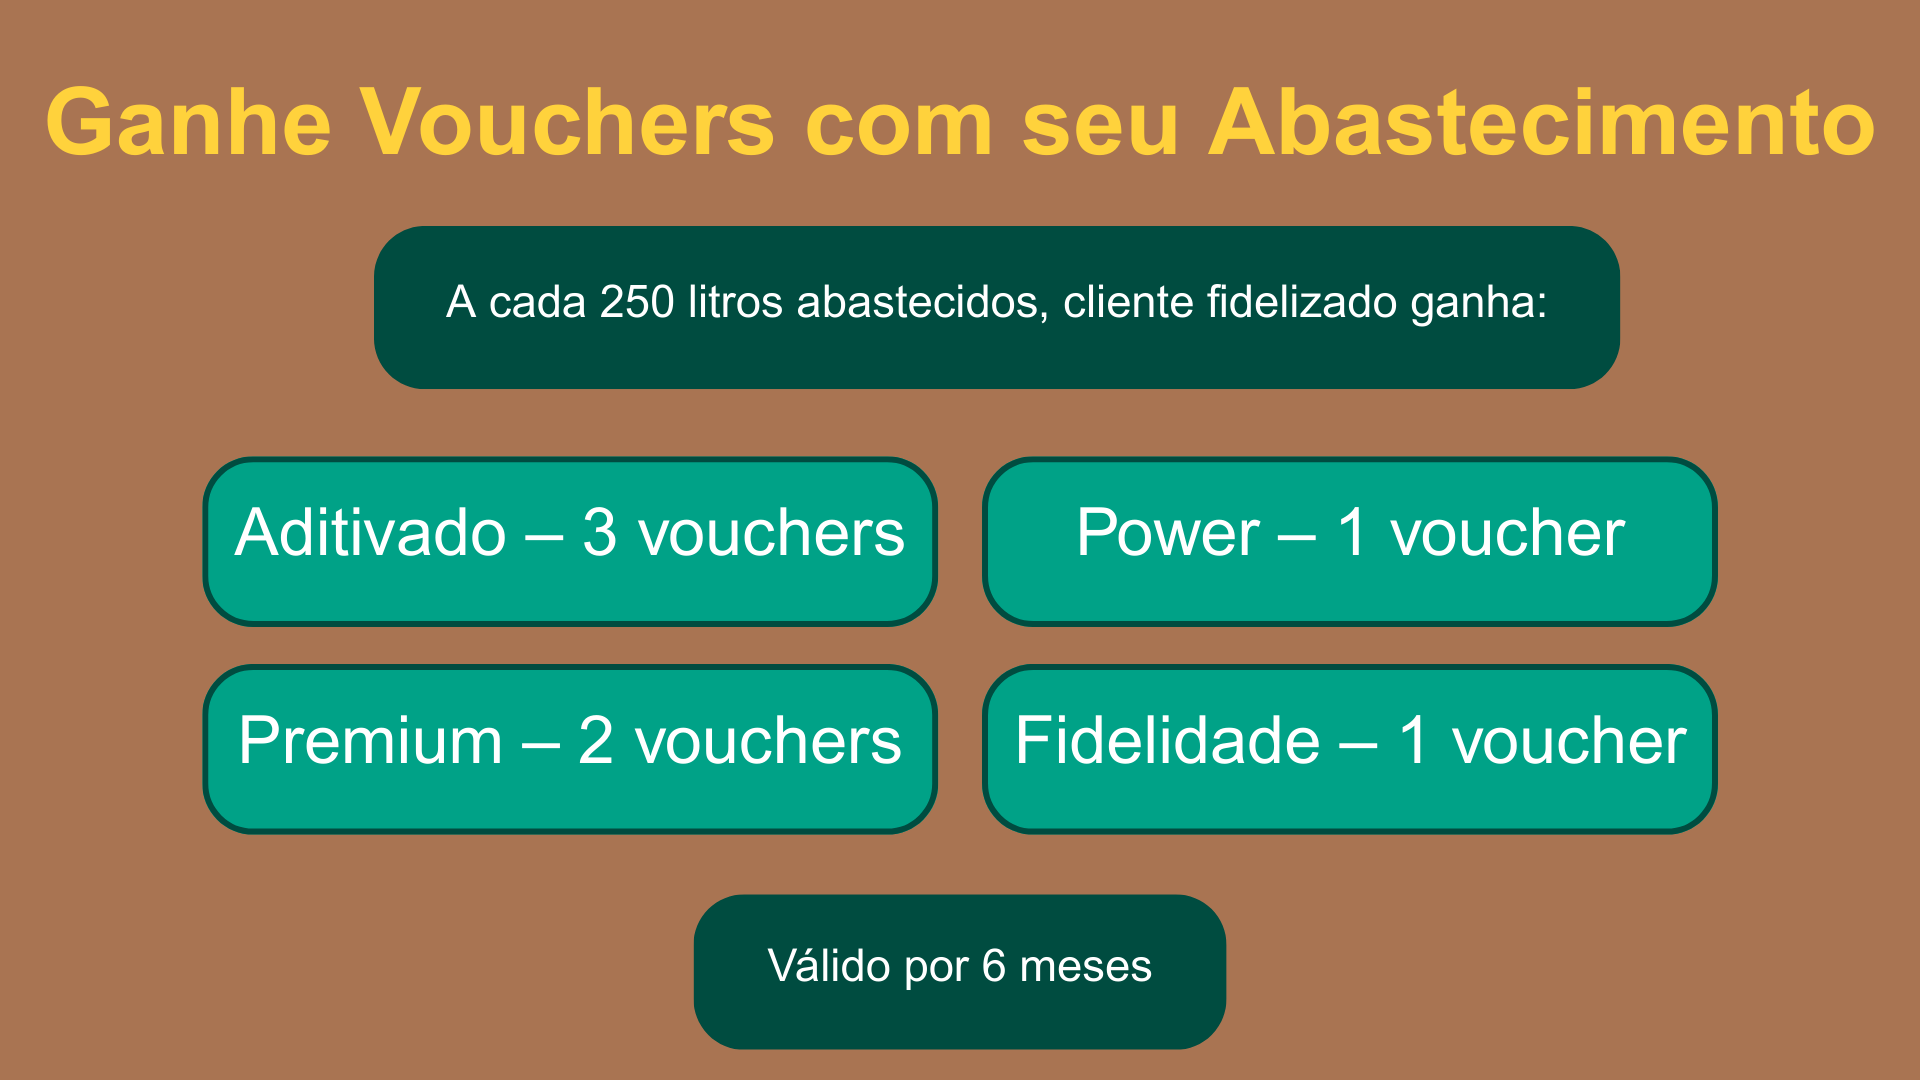 Ganhe Vouchers com seu Abastecimento
A cada 250 litros abastecidos, cliente fidelizado ganha:
Aditivado – 3 vouchers
Power – 1 voucher
Premium – 2 vouchers
Fidelidade – 1 voucher
Válido por 6 meses